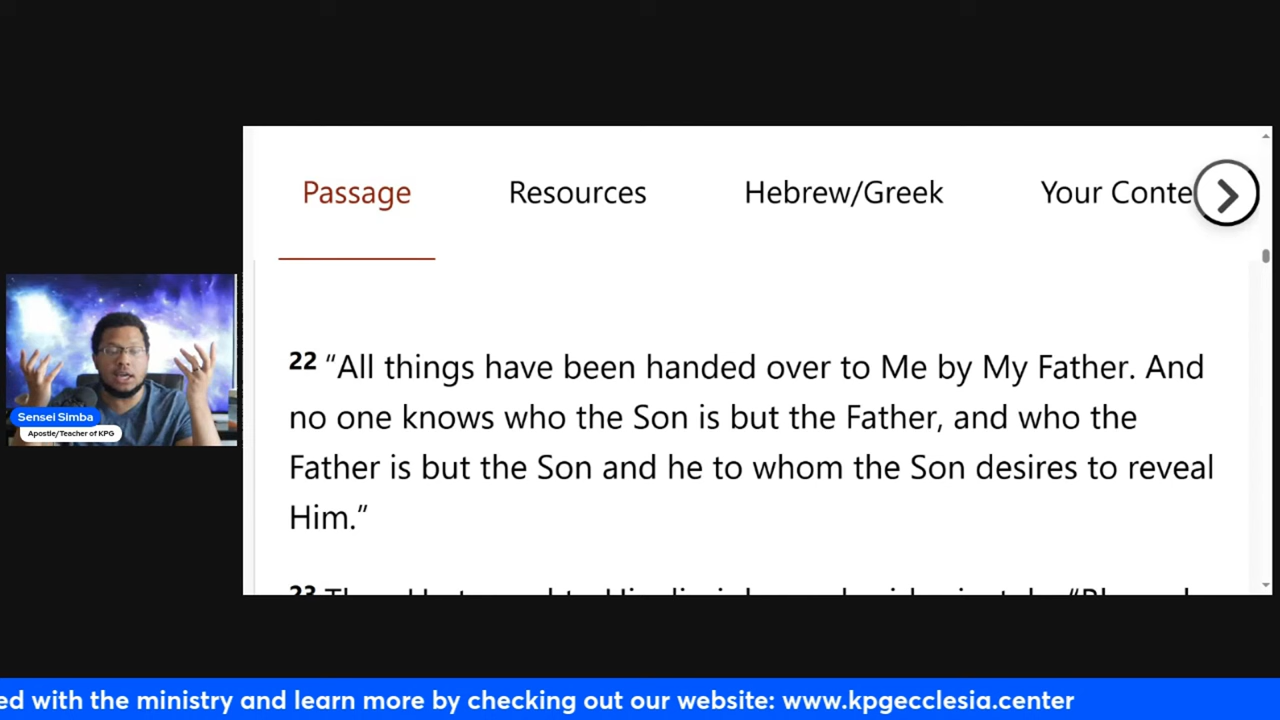 Passage
Resources
Hebrew/Greek
Your Conte
22 “All things have been handed over to Me by My Father. And
no one knows who the Son is but the Father, and who the
Father is but the Son and he to whom the Son desires to reveal
Him.”
23
Sensei Simba
Apostle/Teacher of KPG
ed with the ministry and learn more by checking out our website: www.kpgecclesia.center